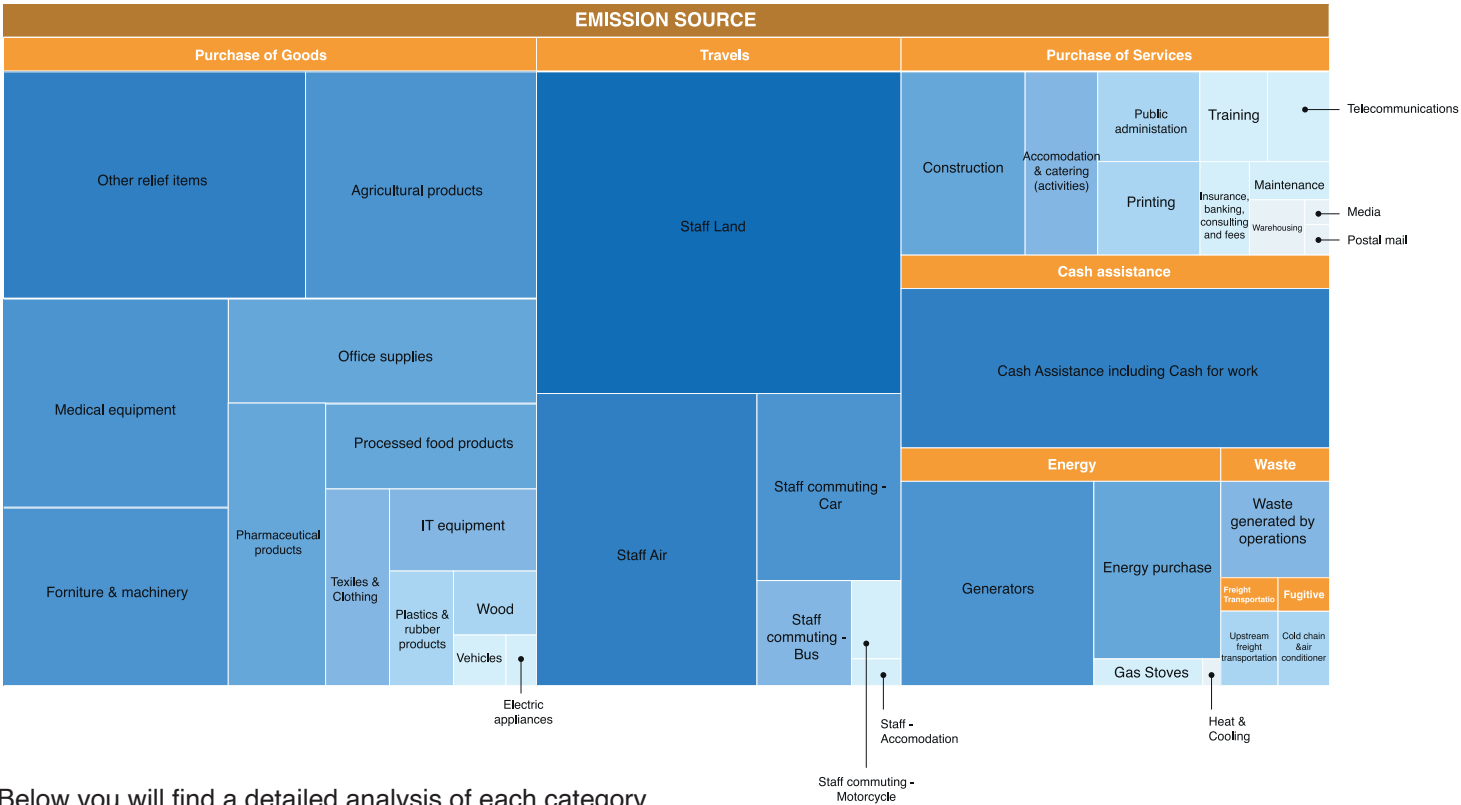 EMISSION SOURCE
Purchase of Goods
Travels
Purchase of Services
Other relief items
Agricultural products
Medical equipment
Office supplies
Processed food products
Pharmaceutical
products
Forniture & machinery
IT equipment
Texiles &
Clothing
Plastics &
rubber
products
Wood
Vehicles
Electric
appliances
Staff Land
Staff Air
Staff commuting -
Car
Staff
commuting -
Bus
Staff -
Accomodation
Staff commuting -
Motorcycle
Construction
Accomodation
& catering
(activities)
Public
administation
Printing
Training
Telecommunications
Insurance,
banking,
consulting
and fees
Maintenance
Warehousing
Media
Postal mail
Cash assistance
Cash Assistance including Cash for work
Energy
Waste
Generators
Energy purchase
Gas Stoves
Heat &
Cooling
Waste
generated by
operations
Freight
Transportatio
Fugitive
Upstream
freight
transportation
Cold chain
&air
conditioner
Below you will find a detailed analysis of each category